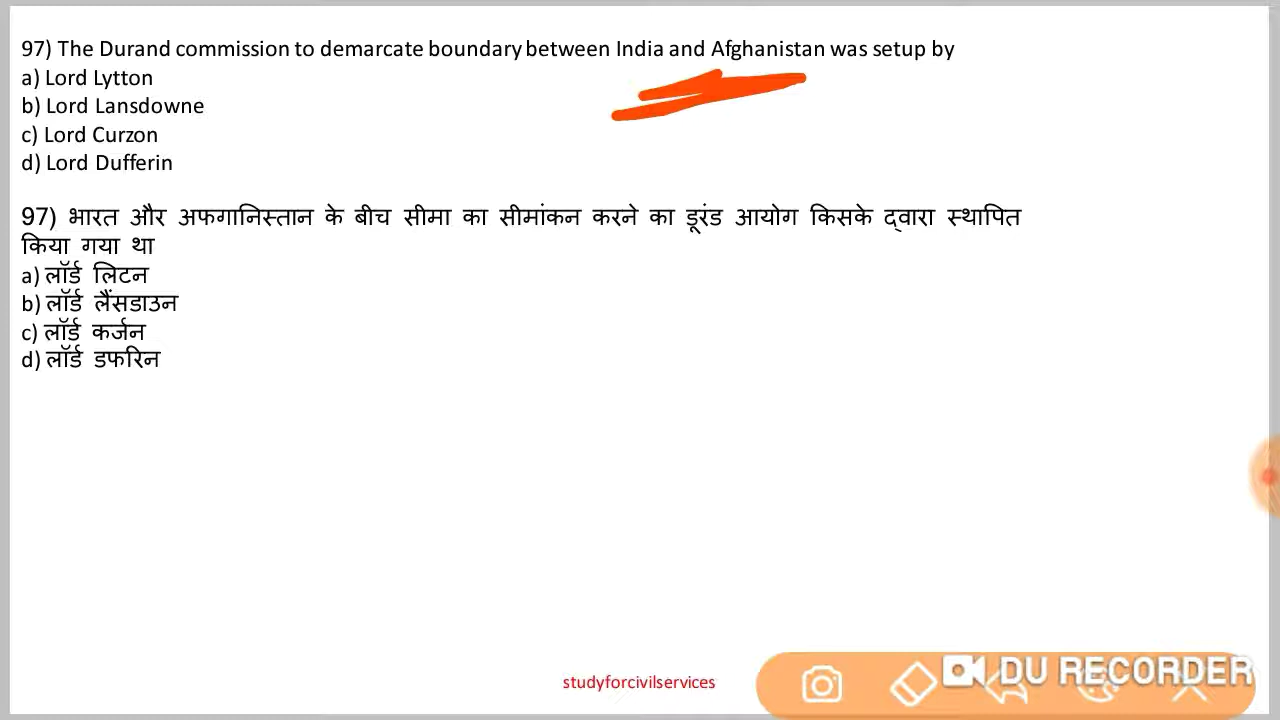 97) The Durand commission to demarcate boundary between India and Afghanistan was setup by
a) Lord Lytton
b) Lord Lansdowne
c) Lord Curzon
d) Lord Dufferin
97) भारत और अफगानिस्तान के बीच सीमा का सीमांकन करने का डूरंड आयोग किसके द्वारा स्थापित
किया गया था
a) लॉर्ड लिटन
b) लॉर्ड लैंसडाउन
c) लॉर्ड कर्जन
d) लॉर्ड डफरिन
studyforcivilservices
DU RECORDER